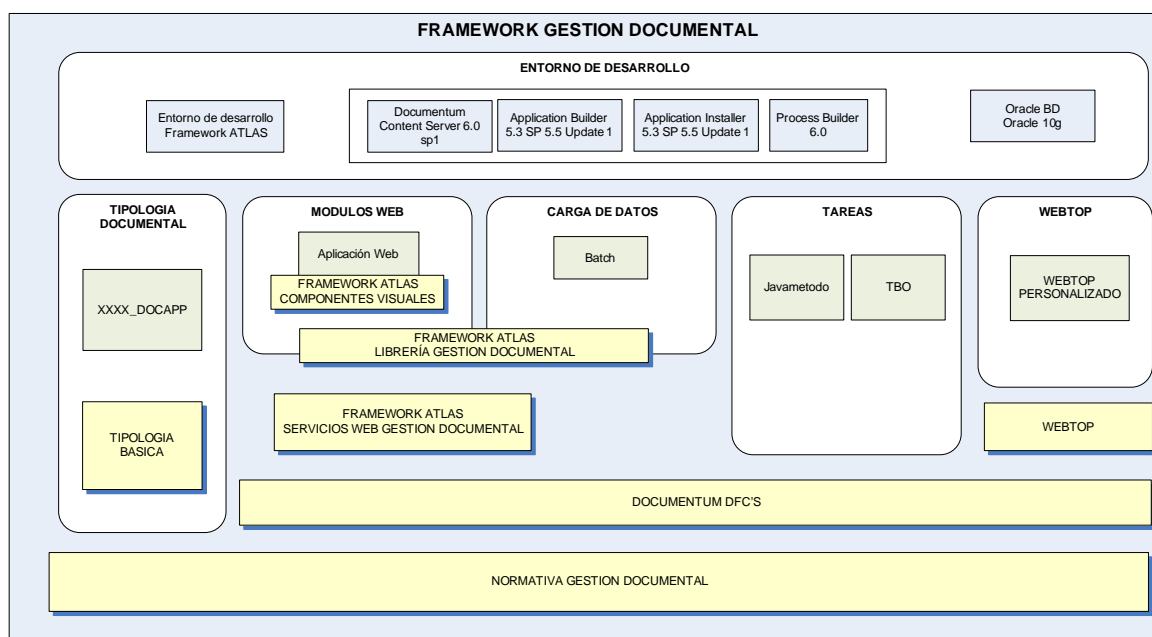 FRAMEWORK GESTION DOCUMENTAL
ENTORNO DE DESARROLLO
Entorno de desarrollo
Framework ATLAS
Documentum
Content Server 6.0
sp1
Application Builder
5.3 SP 5.5 Update 1
Application Installer
5.3 SP 5.5 Update 1
Process Builder
6.0
Oracle BD
Oracle 10g
TIPOLOGIA
DOCUMENTAL
XXXX_DOCAPP
TIPOLOGIA
BASICA
MODULOS WEB
Aplicación Web
FRAMEWORK ATLAS
COMPONENTES VISUALES
CARGA DE DATOS
Batch
FRAMEWORK ATLAS
LIBRERÍA GESTION DOCUMENTAL
FRAMEWORK ATLAS
SERVICIOS WEB GESTION DOCUMENTAL
TAREAS
Javametodo
TBO
WEBTOP
WEBTOP
PERSONALIZADO
WEBTOP
DOCUMENTUM DFC'S
NORMATIVA GESTION DOCUMENTAL